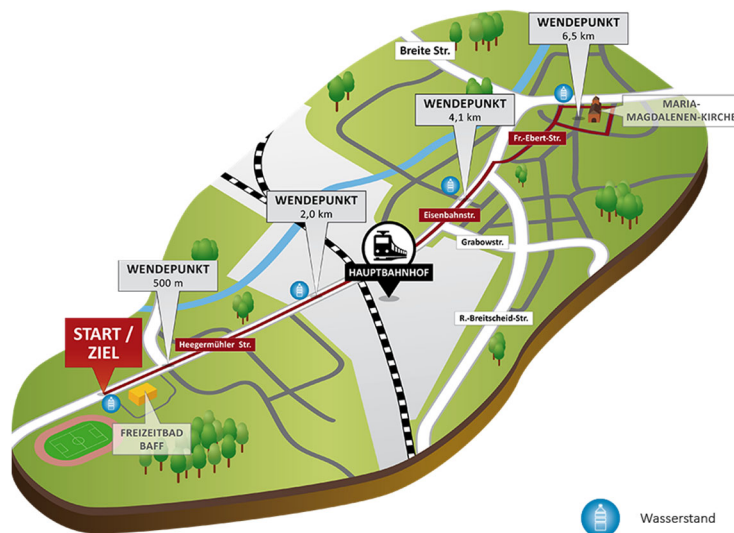 WENDEPUNKT
6,5 km
Breite Str.
WENDEPUNKT
4,1 km
MARIA-
MAGDALENEN-KIRCHE
Fr.-Ebert-Str.
WENDEPUNKT
2,0 km
Eisenbahnstr.
Grabowstr.
HAUPTBAHNHOF
WENDEPUNKT
500 m
R.-Breitscheid-Str.
START /
ZIEL
Heegermühler Str.
FREIZEITBAD
BAFF
Wasserstand